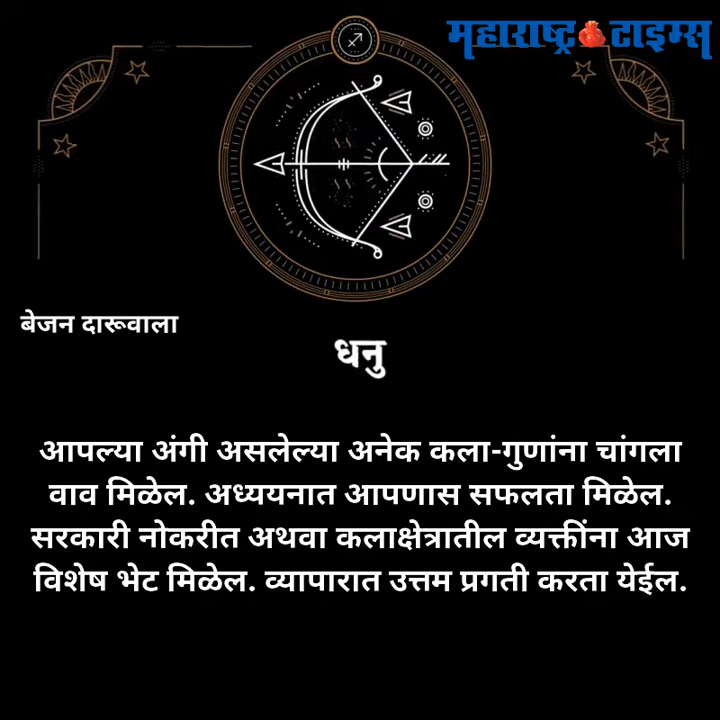 महाराष्ट्र टाइम्स
बेजन दारूवाला
धनु
आपल्या अंगी असलेल्या अनेक कला-गुणांना चांगला
वाव मिळेल. अध्ययनात आपणास सफलता मिळेल.
सरकारी नोकरीत अथवा कलाक्षेत्रातील व्यक्तींना आज
विशेष भेट मिळेल. व्यापारात उत्तम प्रगती करता येईल.